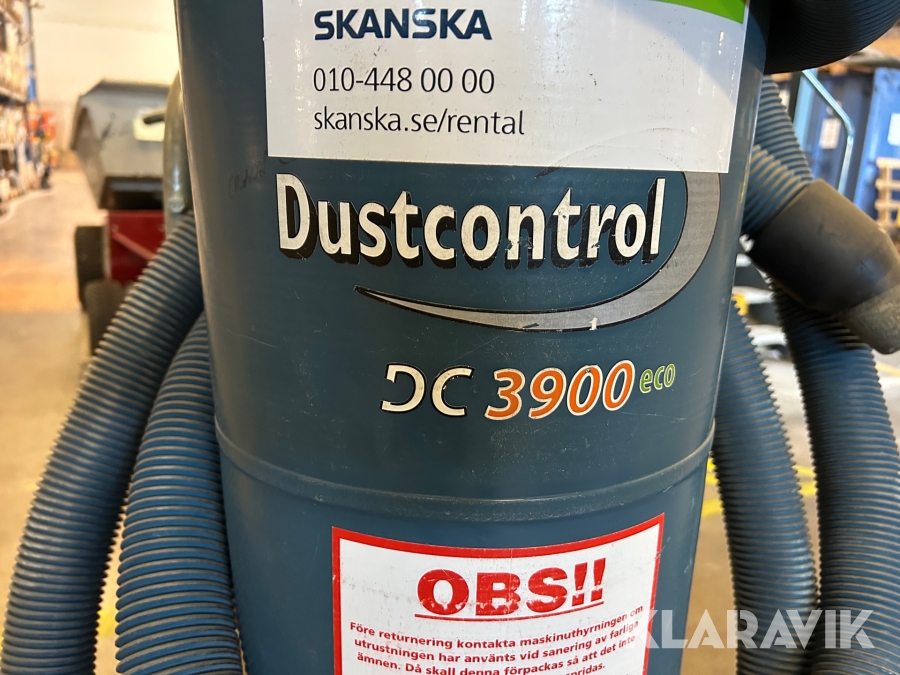 SKANSKA
010-448 00 00
skanska.se/rental
Dustcontrol
DC 3900 eco
OBS!!
Före returnering kontakta maskinuthyrningen om
utrustningen har använts vid sanering av farliga
ämnen. Då skall denna förpackas så att det inte
spridas.
KLARAVIK